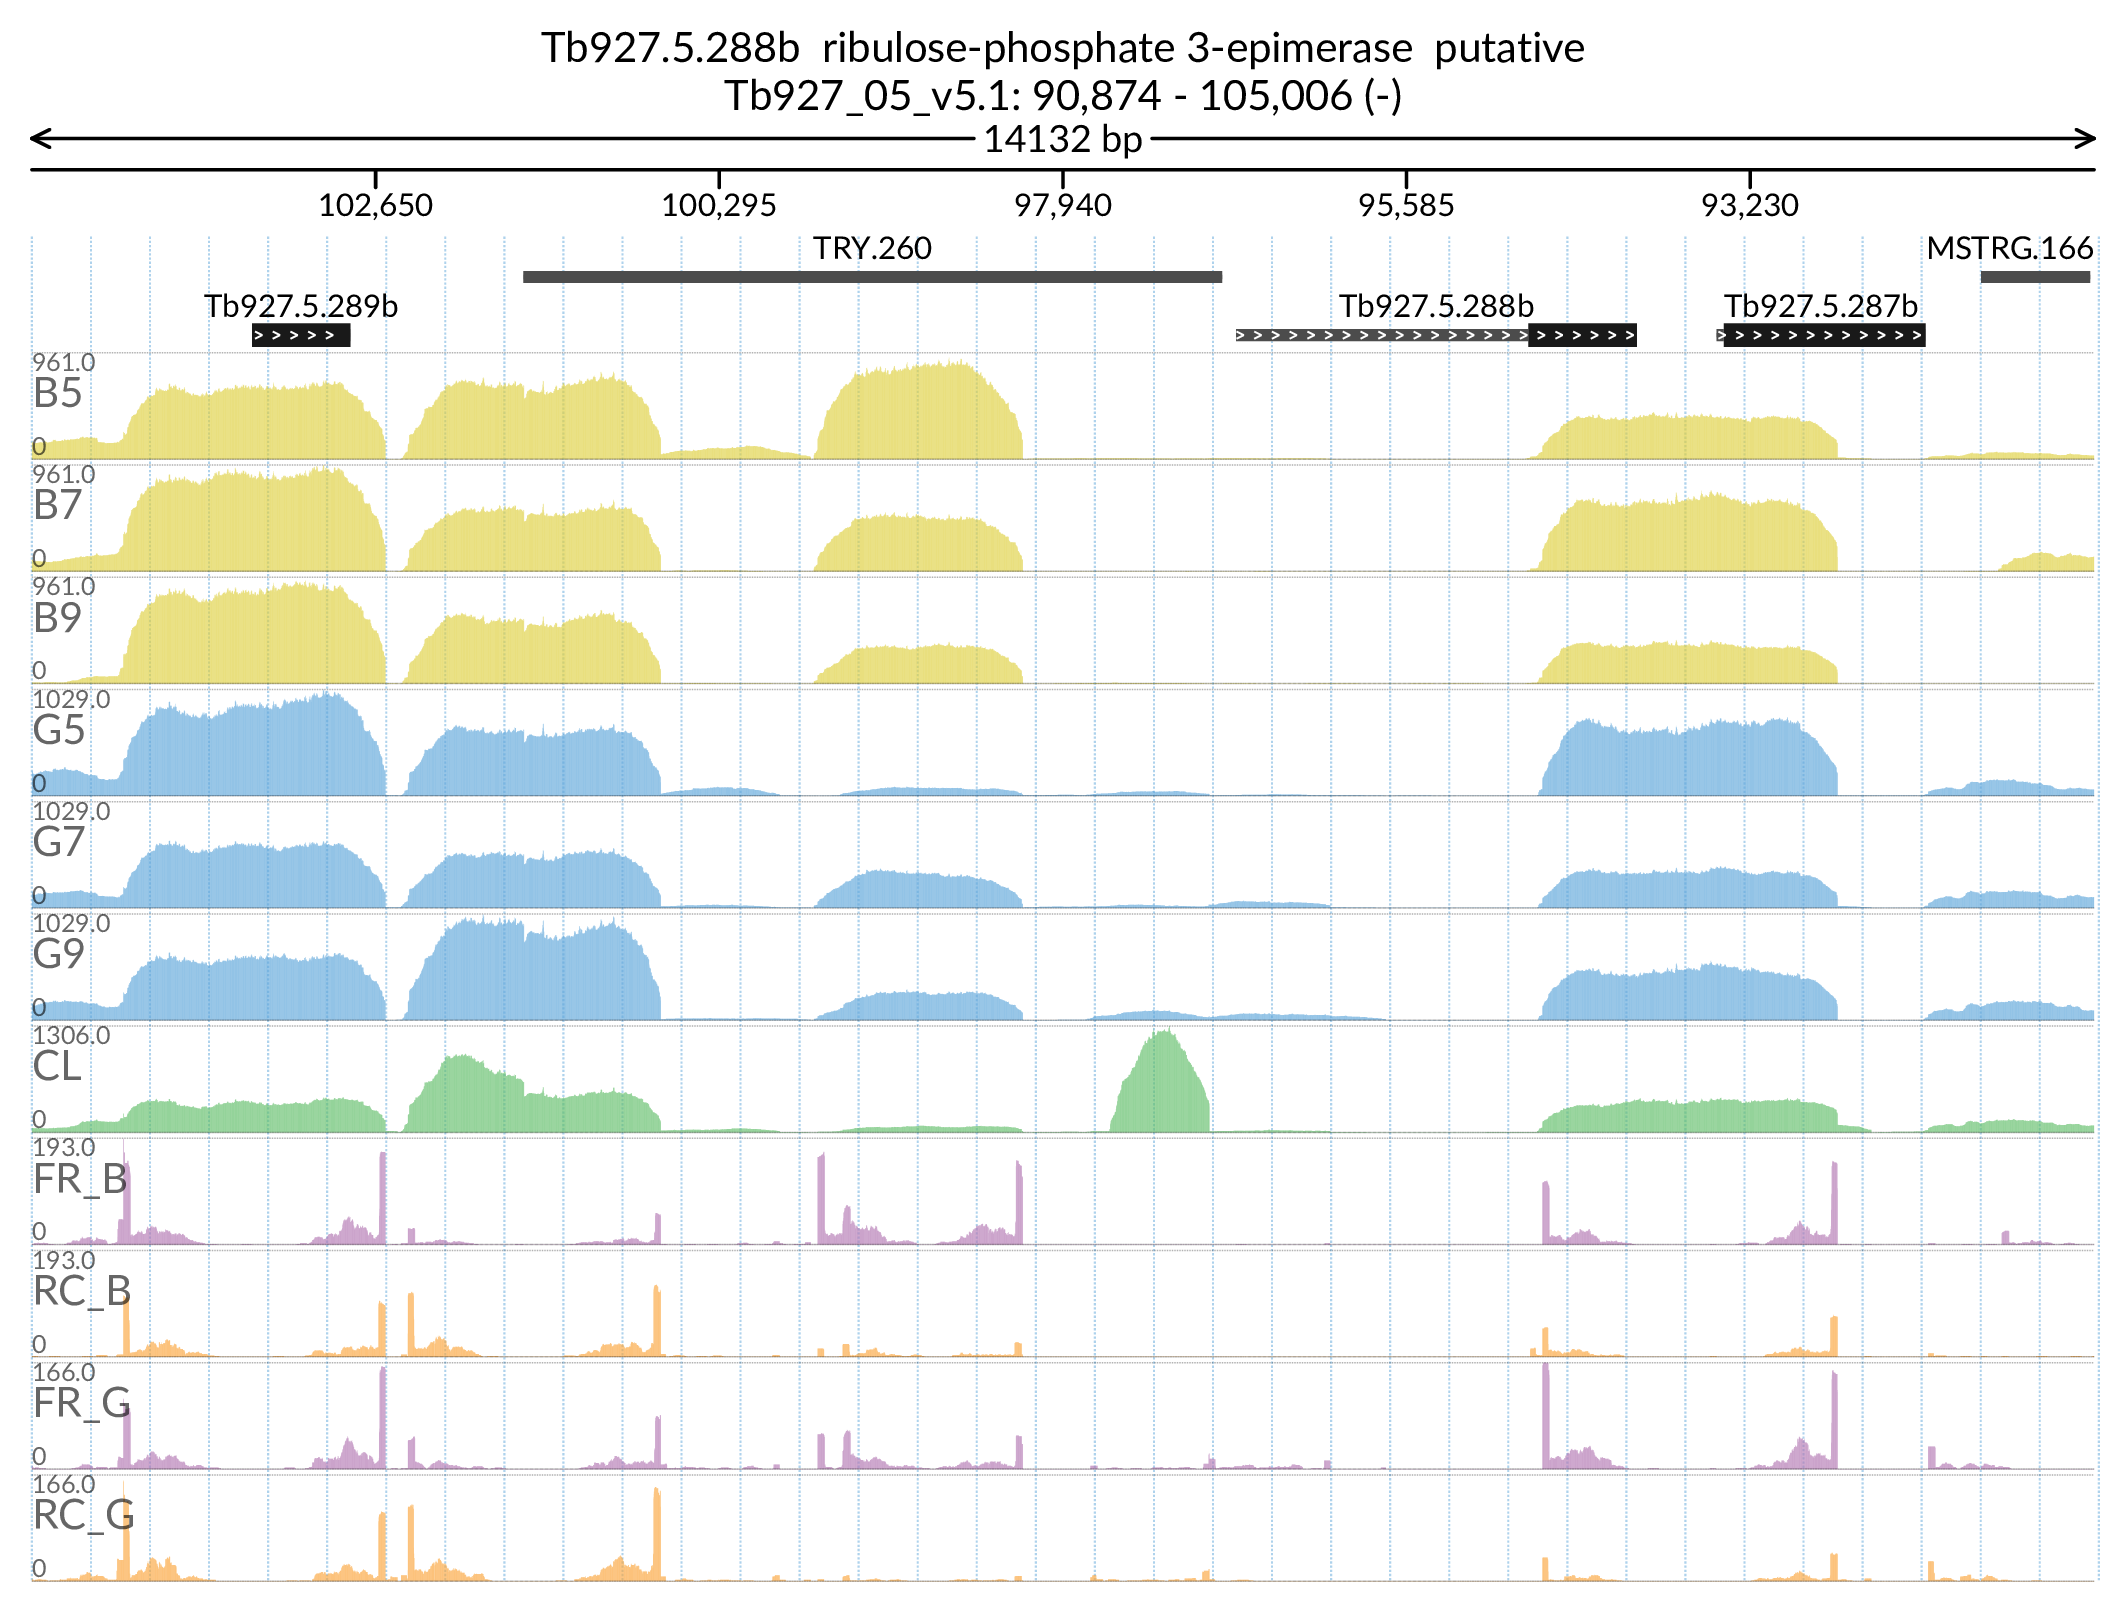 Tb927.5.288b ribulose-phosphate 3-epimerase putative
Tb927_05_v5.1: 90,874 - 105,006 (-)
14132 bp
102,650 100,295 97,940 95,585 93,230
TRY.260 MSTRG.166
Tb927.5.289b Tb927.5.288b Tb927.5.287b
961.0
B5
0
961.0
B7
0
961.0
B9
0
1029.0
G5
0
1029.0
G7
0
1029.0
G9
0
1306.0
CL
0
193.0
FR_B
0
193.0
RC_B
0
166.0
FR_G
0
166.0
RC_G
0